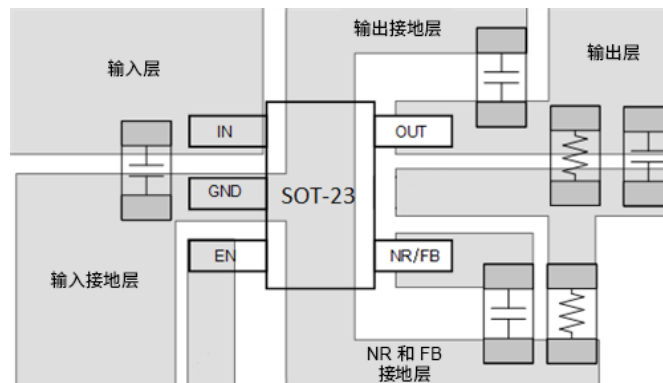 输出接地层
输出层
输入层
IN
OUT
GND
SOT-23
EN
NR/FB
输入接地层
NR 和 FB
接地层